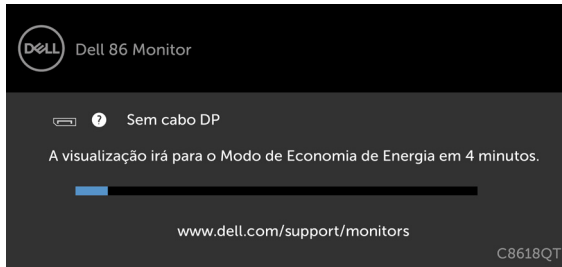 DELL Dell 86 Monitor
? Sem cabo DP
A visualização irá para o Modo de Economia de Energia em 4 minutos.
www.dell.com/support/monitors
C8618QT